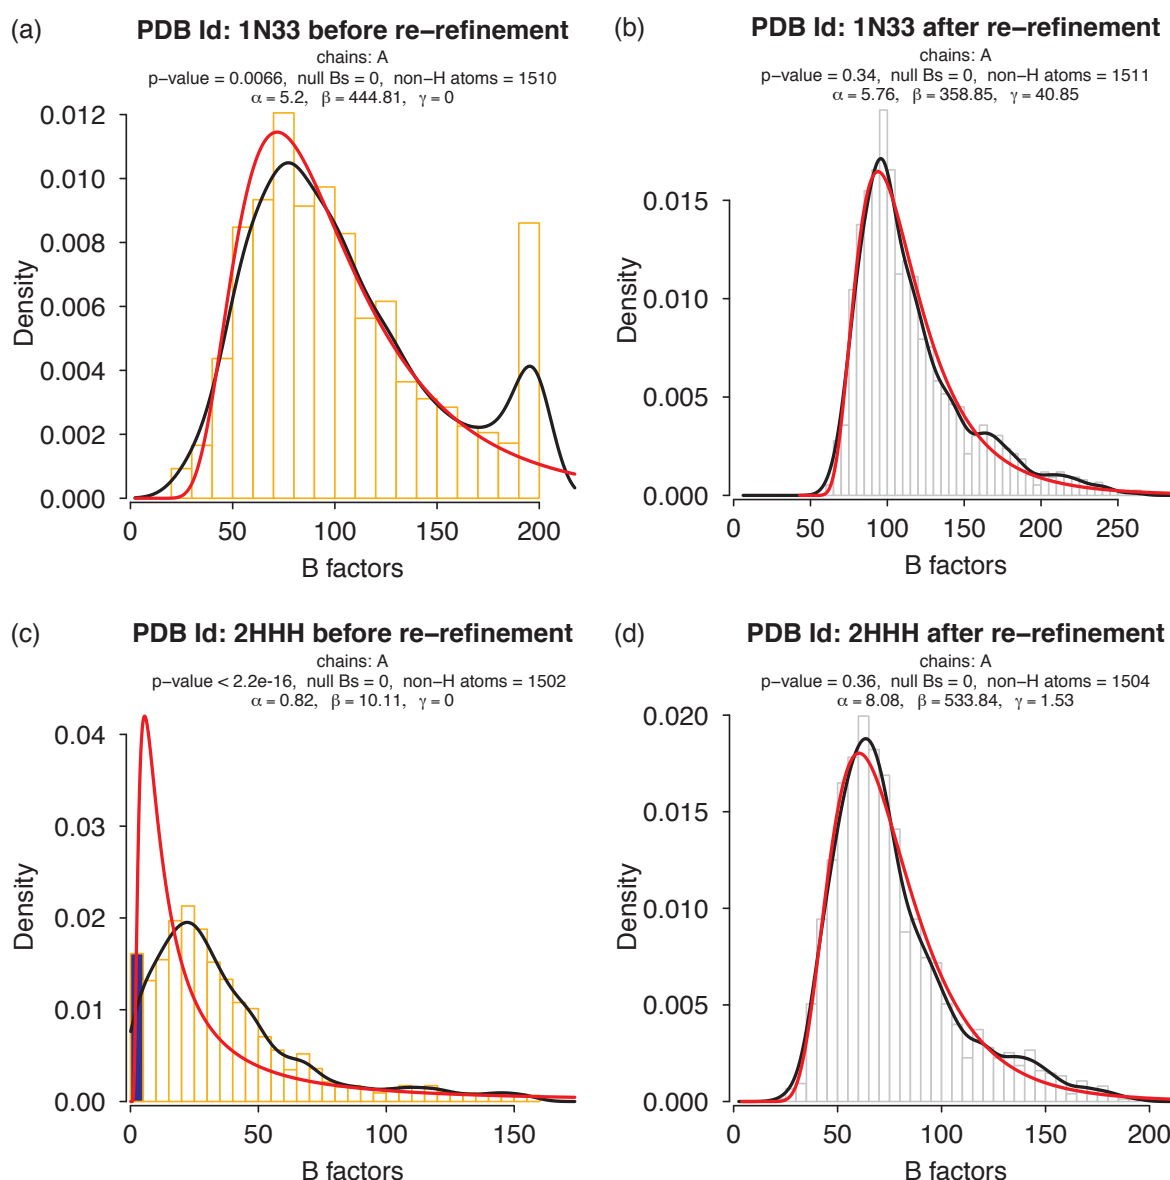 (a)
PDB Id: 1N33 before re−refinement
chains: A
p-value = 0.0066, null Bs = 0, non-H atoms = 1510
α = 5.2, β = 444.81, γ = 0
0.012
0.010
0.008
0.006
0.004
0.002
0.000
Density
0 50 100 150 200
B factors
(b)
PDB Id: 1N33 after re−refinement
chains: A
p-value = 0.34, null Bs = 0, non-H atoms = 1511
α = 5.76, β = 358.85, γ = 40.85
0.015
0.010
0.005
0.000
Density
0 50 100 150 200 250
B factors
(c)
PDB Id: 2HHH before re−refinement
chains: A
p-value < 2.2e-16, null Bs = 0, non-H atoms = 1502
α = 0.82, β = 10.11, γ = 0
0.04
0.03
0.02
0.01
0.00
Density
0 50 100 150
B factors
(d)
PDB Id: 2HHH after re−refinement
chains: A
p-value = 0.36, null Bs = 0, non-H atoms = 1504
α = 8.08, β = 533.84, γ = 1.53
0.020
0.015
0.010
0.005
0.000
Density
0 50 100 150 200
B factors